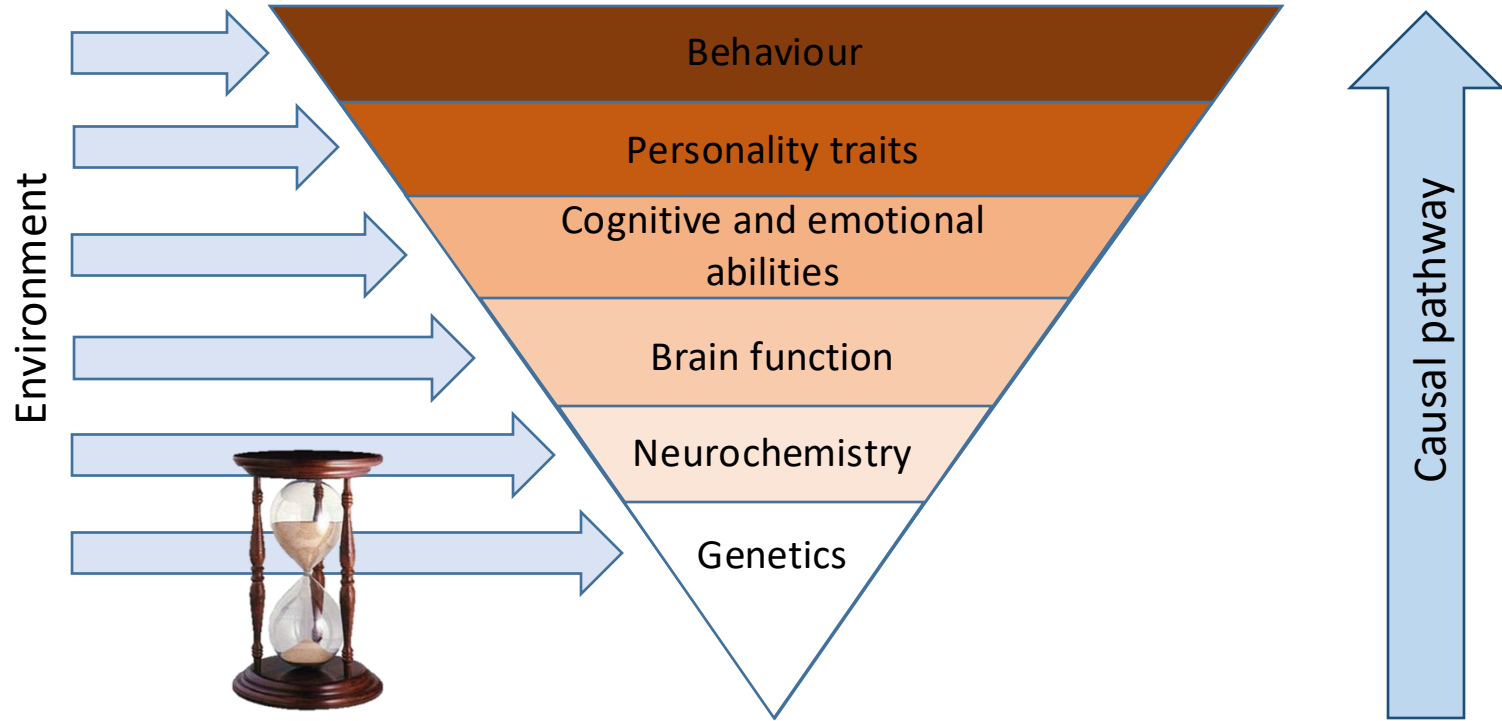 Environment
Behaviour
Personality traits
Cognitive and emotional
abilities
Brain function
Neurochemistry
Genetics
Causal pathway